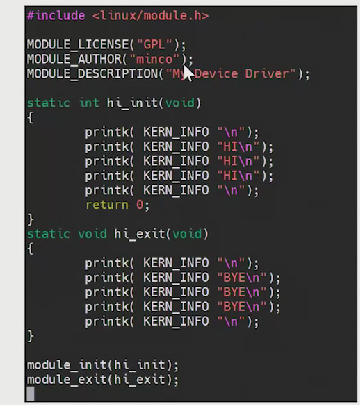 #include <linux/module.h>
MODULE_LICENSE("GPL");
MODULE_AUTHOR("minco");
MODULE_DESCRIPTION("My Device Driver");
static int hi_init(void)
{
printk( KERN_INFO "\n");
printk( KERN_INFO "HI\n");
printk( KERN_INFO "HI\n");
printk( KERN_INFO "HI\n");
printk( KERN_INFO "\n");
return 0;
}
static void hi_exit(void)
{
printk( KERN_INFO "\n");
printk( KERN_INFO "BYE\n");
printk( KERN_INFO "BYE\n");
printk( KERN_INFO "BYE\n");
printk( KERN_INFO "\n");
}
module_init(hi_init);
module_exit(hi_exit);